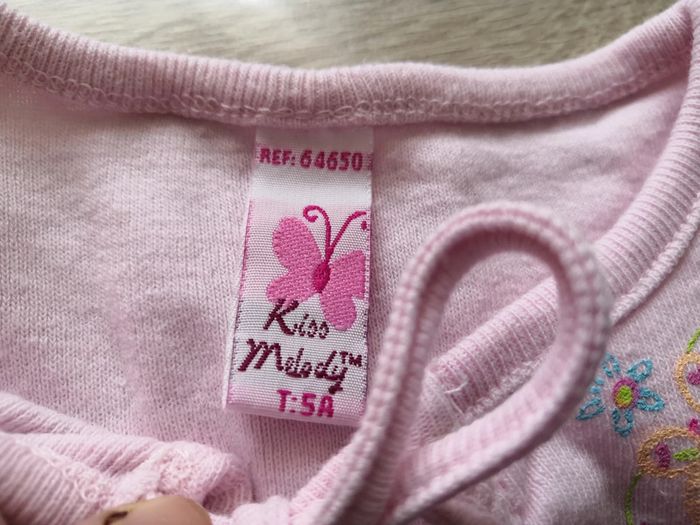 REF: 64650
Kiss
Melody™
T:5A